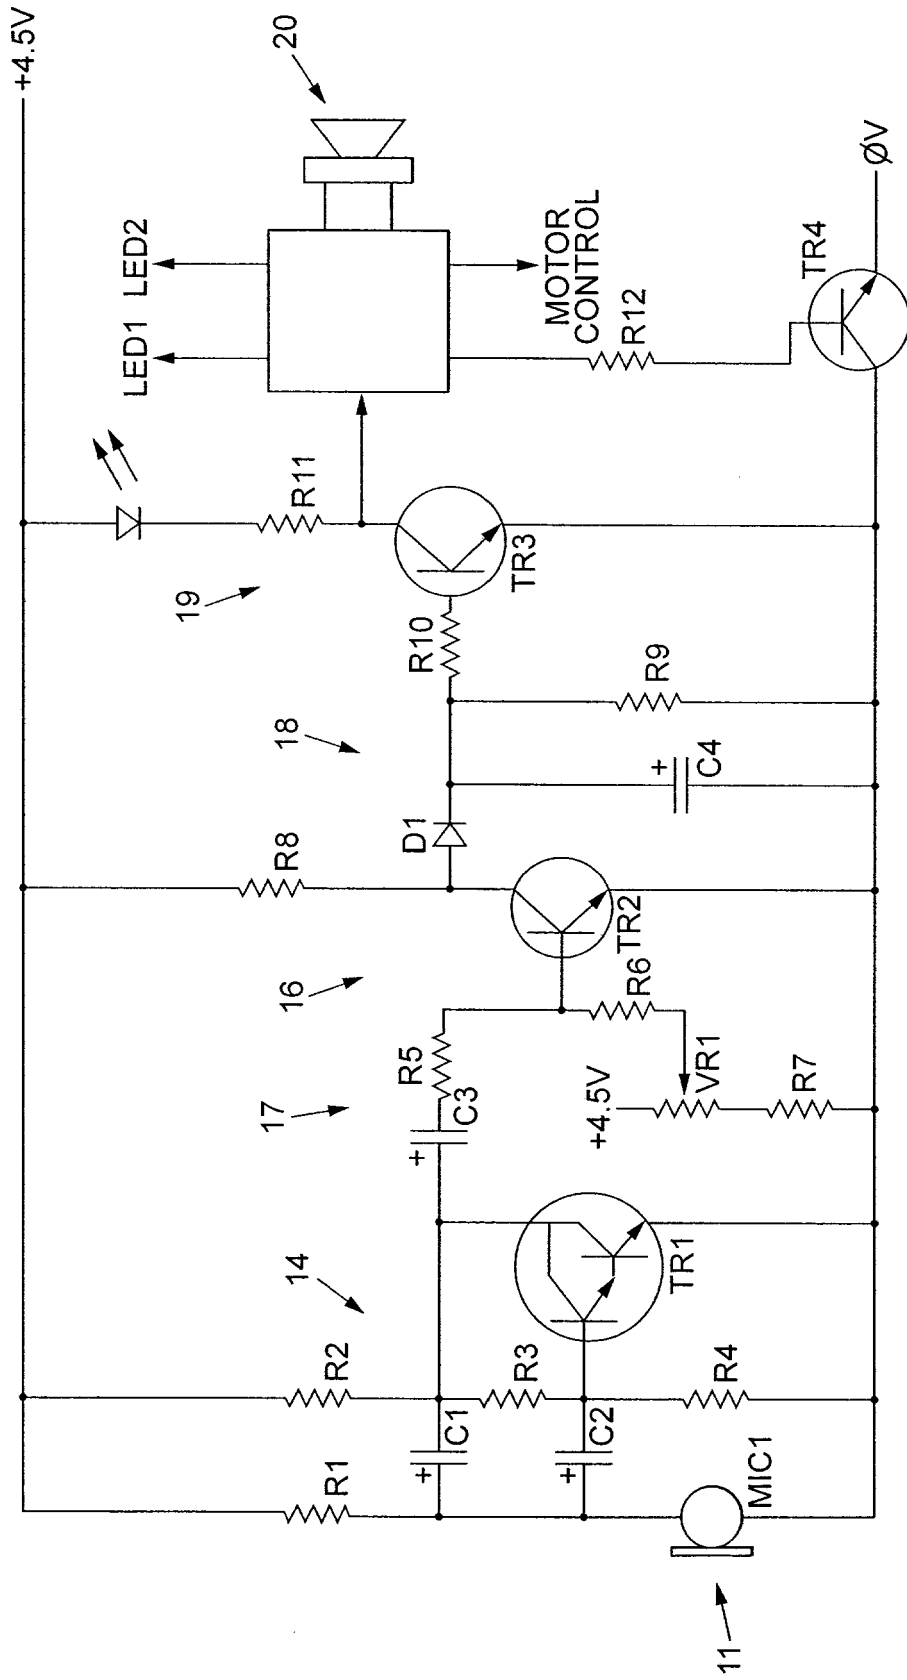 +4.5V
20
LED1
LED2
MOTOR
CONTROL
R12
TR4
ØV
R11
19
TR3
R10
18
R9
C4
+
D1
R8
TR2
16
R6
VR1
+4.5V
R7
R5
C3
+
17
TR1
14
R2
R3
R4
C1
+
C2
+
R1
MIC1
11